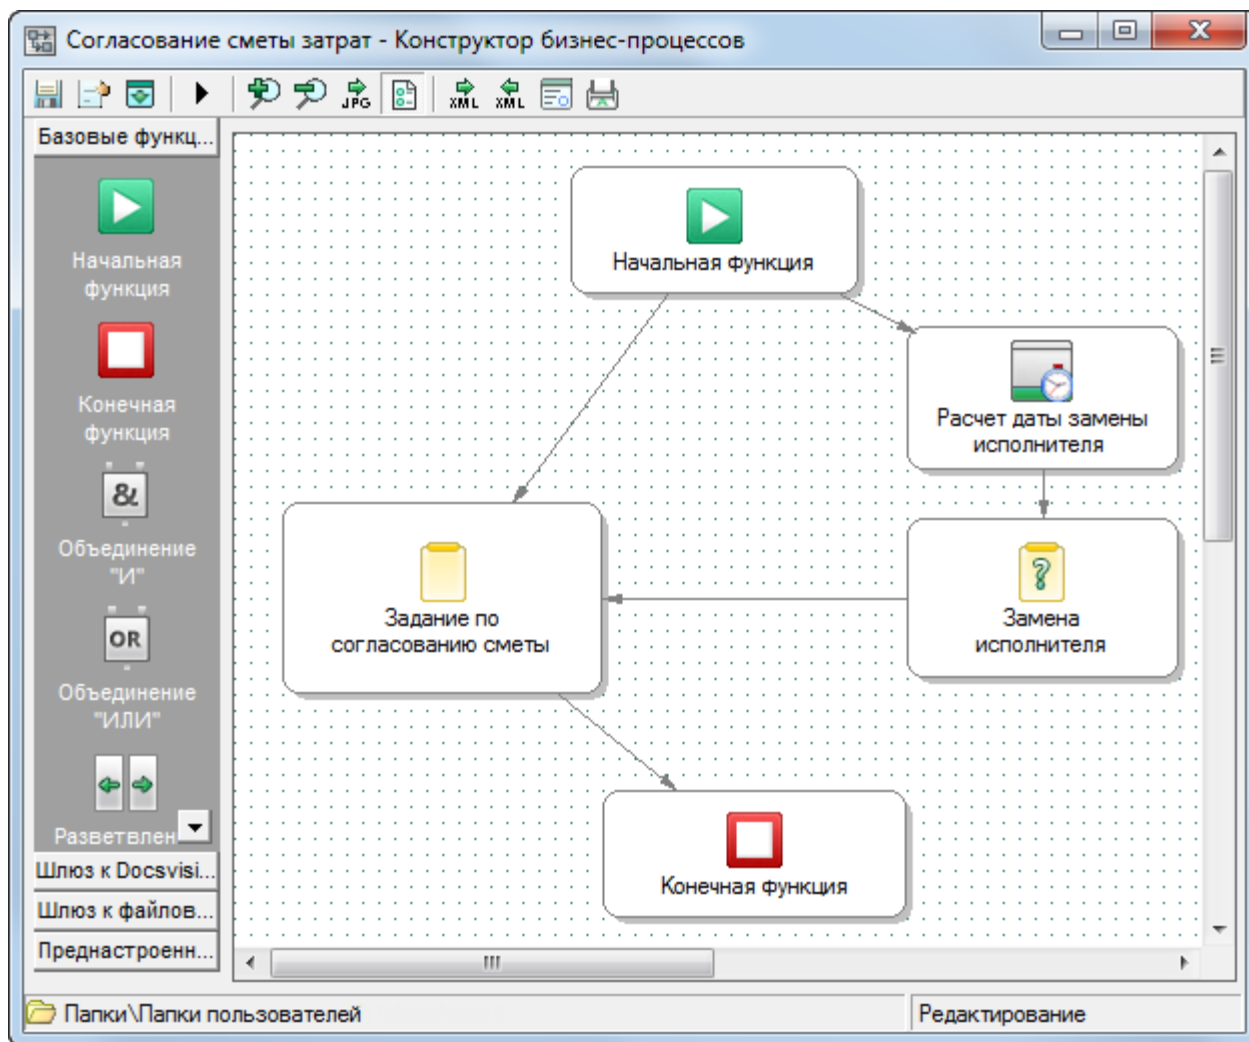 Согласование сметы затрат - Конструктор бизнес-процессов
JPG
XML
XML
Базовые функц...
Начальная
функция
Конечная
функция
&
Объединение
"И"
OR
Объединение
"ИЛИ"
Разветвлен
Шлюз к Docsvisi...
Шлюз к файлов...
Преднастроенн...
Начальная функция
Расчет даты замены
исполнителя
Задание по
согласованию сметы
?
Замена
исполнителя
Конечная функция
Папки\Папки пользователей
Редактирование